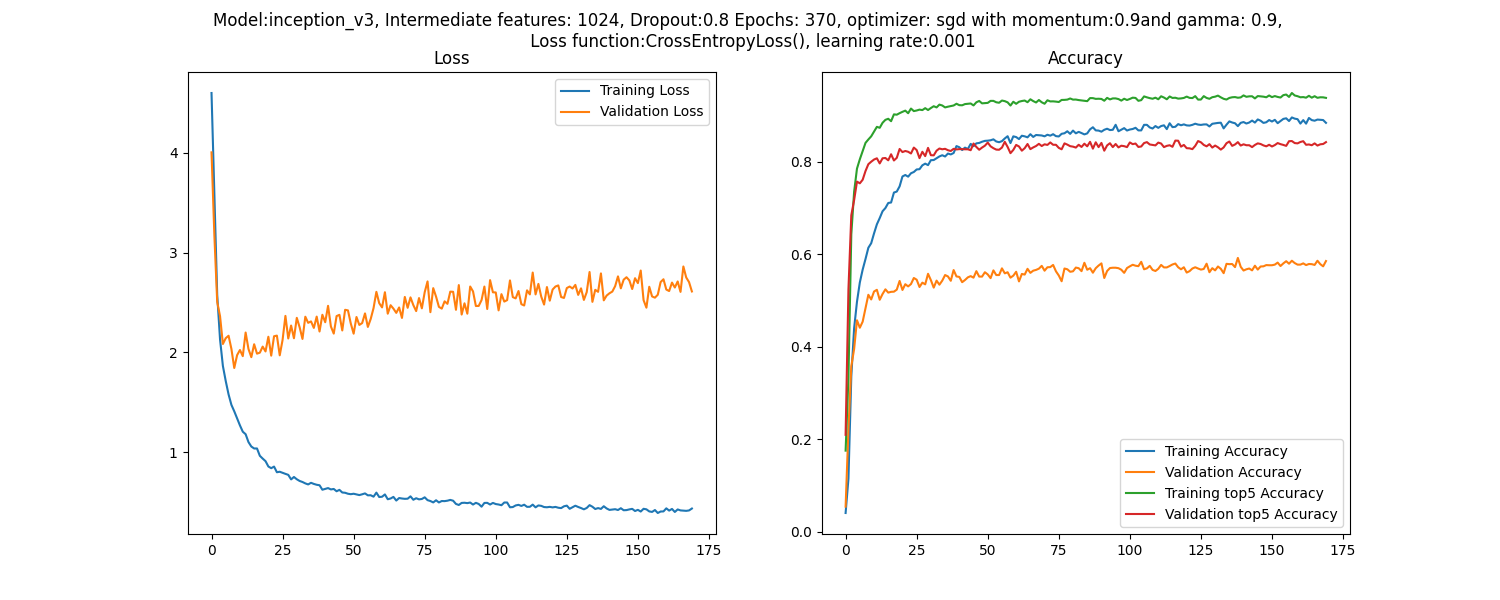 Model:inception_v3, Intermediate features: 1024, Dropout:0.8 Epochs: 370, optimizer: sgd with momentum:0.9and gamma: 0.9,
Loss function:CrossEntropyLoss(), learning rate:0.001
Loss
Training Loss
Validation Loss
4
3
2
1
0 25 50 75 100 125 150 175
Accuracy
0.8
0.6
0.4
0.2
0.0
Training Accuracy
Validation Accuracy
Training top5 Accuracy
Validation top5 Accuracy
0 25 50 75 100 125 150 175